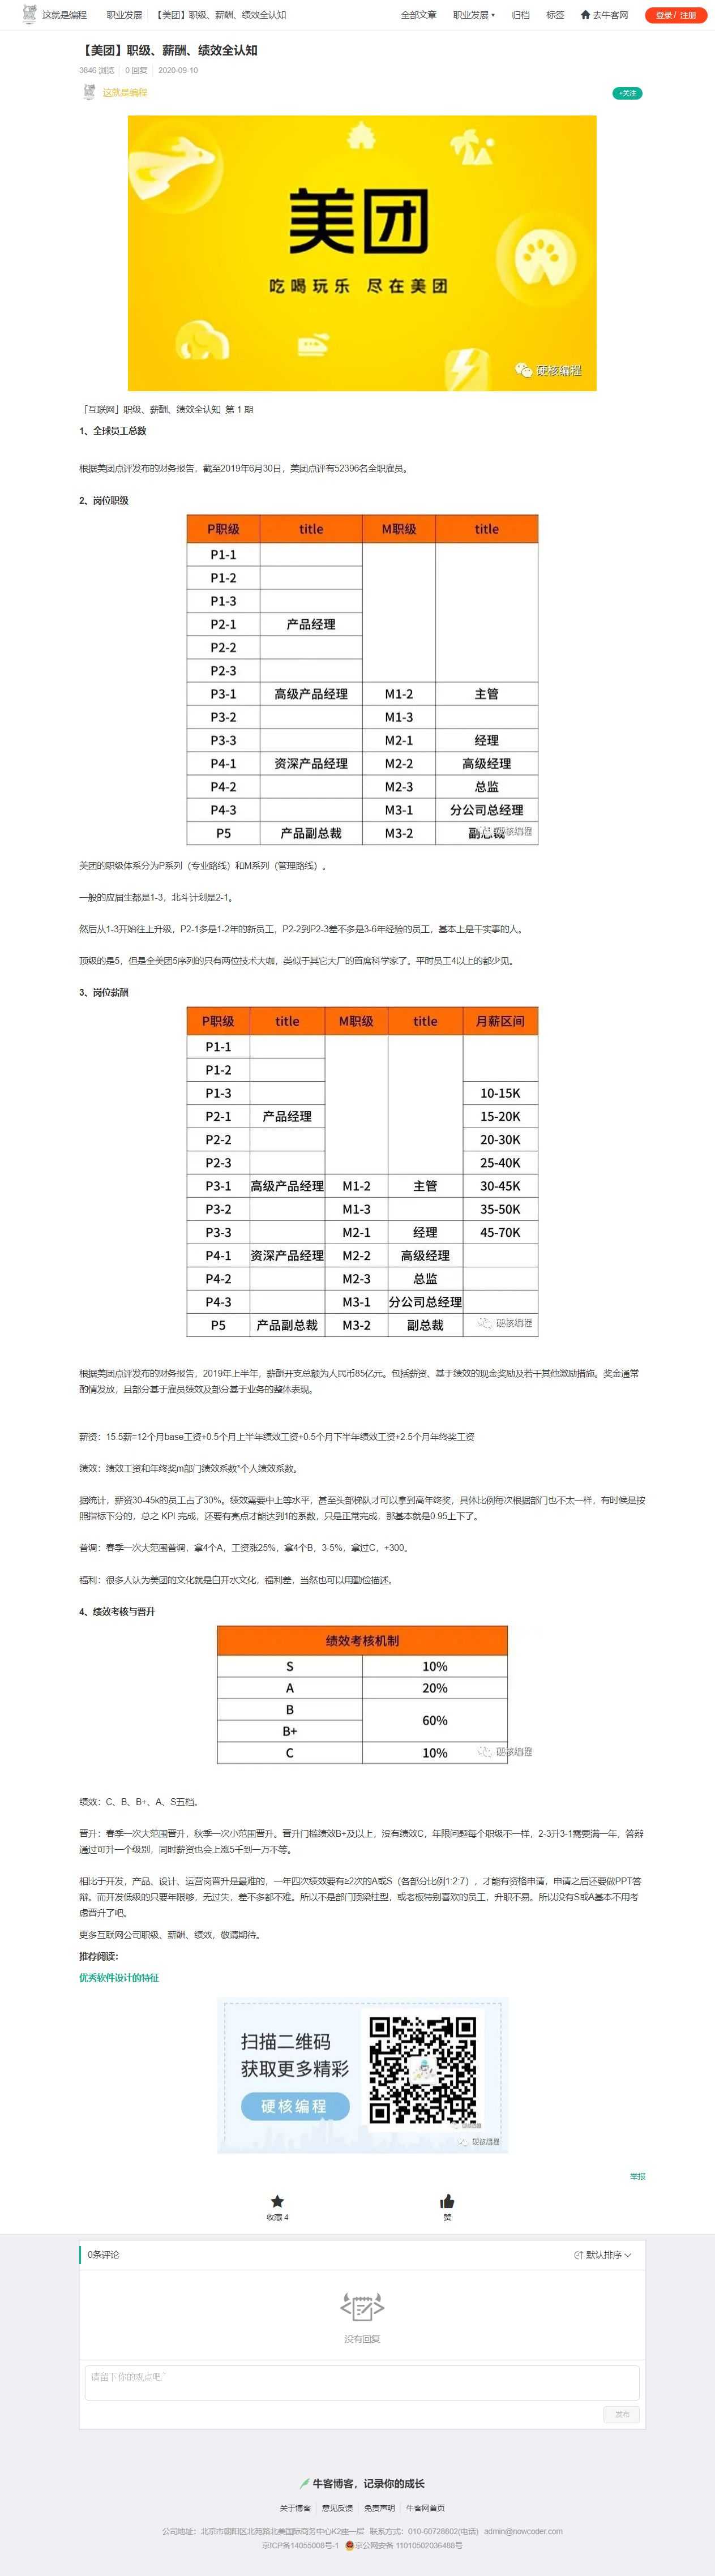 这就是编程 职业发展 【美团】职级、薪酬、绩效全认知 全部文章 职业发展 归档 标签 去牛客网 登录 / 注册
【美团】职级、薪酬、绩效全认知
3846 浏览 0 回复 2020-09-10
这就是编程 +关注
美团
吃喝玩乐 尽在美团
硬核编程
「互联网」职级、薪酬、绩效全认知 第 1 期
1、全球员工总数
根据美团点评发布的财务报告，截至2019年6月30日，美团点评有52396名全职雇员。
2、岗位职级
P职级 title M职级 title
P1-1
P1-2
P1-3
P2-1 产品经理
P2-2
P2-3
P3-1 高级产品经理 M1-2 主管
P3-2 M1-3
P3-3 M2-1 经理
P4-1 资深产品经理 M2-2 高级经理
P4-2 M2-3 总监
P4-3 M3-1 分公司总经理
P5 产品副总裁 M3-2 副总裁
硬核编程
美团的职级体系分为P系列（专业路线）和M系列（管理路线）。
一般的应届生都是1-3，北斗计划是2-1。
然后从1-3开始往上升级，P2-1多是1-2年的新员工，P2-2到P2-3差不多是3-6年经验的员工，基本上是干实事的人。
顶级的是5，但是全美团5序列的只有两位技术大咖，类似于其它大厂的首席科学家了。平时员工4以上的都少见。
3、岗位薪酬
P职级 title M职级 title 月薪区间
P1-1
P1-2
P1-3 10-15K
P2-1 产品经理 15-20K
P2-2 20-30K
P2-3 25-40K
P3-1 高级产品经理 M1-2 主管 30-45K
P3-2 M1-3 35-50K
P3-3 M2-1 经理 45-70K
P4-1 资深产品经理 M2-2 高级经理
P4-2 M2-3 总监
P4-3 M3-1 分公司总经理
P5 产品副总裁 M3-2 副总裁 硬核编程
根据美团点评发布的财务报告，2019年上半年，薪酬开支总额为人民币85亿元。包括薪资、基于绩效的现金奖励及若干其他激励措施。奖金通常
酌情发放，且部分基于雇员绩效及部分基于业务的整体表现。
薪资：15.5薪=12个月base工资+0.5个月上半年绩效工资+0.5个月下半年绩效工资+2.5个月年终奖工资
绩效：绩效工资和年终奖m部门绩效系数*个人绩效系数。
据统计，薪资30-45k的员工占了30%。绩效需要中上等水平，甚至头部梯队才可以拿到高年终奖，具体比例每次根据部门也不太一样，有时候是按
照指标下分的，总之 KPI 完成，还要有亮点才能达到1的系数，只是正常完成，那基本就是0.95上下了。
普调：春季一次大范围普调，拿4个A，工资涨25%，拿4个B，3-5%，拿过C，+300。
福利：很多人认为美团的文化就是白开水文化，福利差，当然也可以用勤俭描述。
4、绩效考核与晋升
绩效考核机制
S 10%
A 20%
B 60%
B+
C 10% 硬核编程
绩效：C、B、B+、A、S五档。
晋升：春季一次大范围晋升，秋季一次小范围晋升。晋升门槛绩效B+及以上，没有绩效C，年限问题每个职级不一样，2-3升3-1需要满一年，答辩
通过可升一个级别，同时薪资也会上涨5千到一万不等。
相比于开发，产品、设计、运营岗晋升是最难的，一年四次绩效要有≥2次的A或S（各部分比例1:2:7），才能有资格申请，申请之后还要做PPT答
辩。而开发低级的只要年限够，无过失，差不多都不难。所以不是部门顶梁柱型，或老板特别喜欢的员工，升职不易。所以没有S或A基本不用考
虑晋升了吧。
更多互联网公司职级、薪酬、绩效，敬请期待。
推荐阅读：
优秀软件设计的特征
扫描二维码
获取更多精彩
硬核编程
硬核编程
举报
收藏 4 赞
0条评论 默认排序
没有回复
请留下你的观点吧~
发布
牛客博客，记录你的成长
关于博客 意见反馈 免责声明 牛客网首页
公司地址：北京市朝阳区北苑路北美国际商务中心K2座一层 联系方式：010-60728802(电话) admin@nowcoder.com
京ICP备14055008号-1 京公网安备 11010502036488号